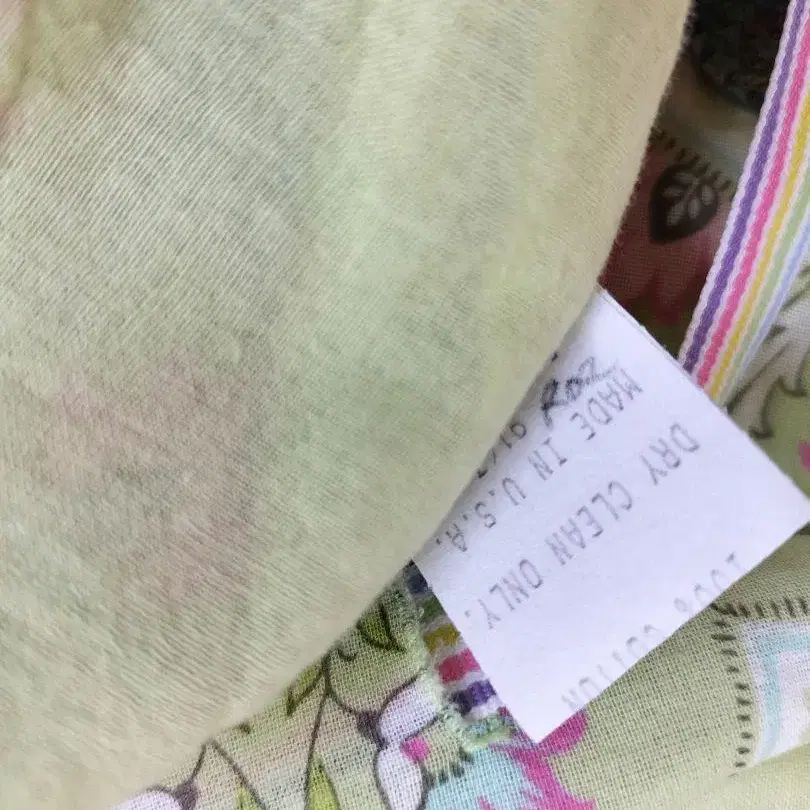 100% COTTON
DRY CLEAN ONLY.
MADE IN U.S.A.